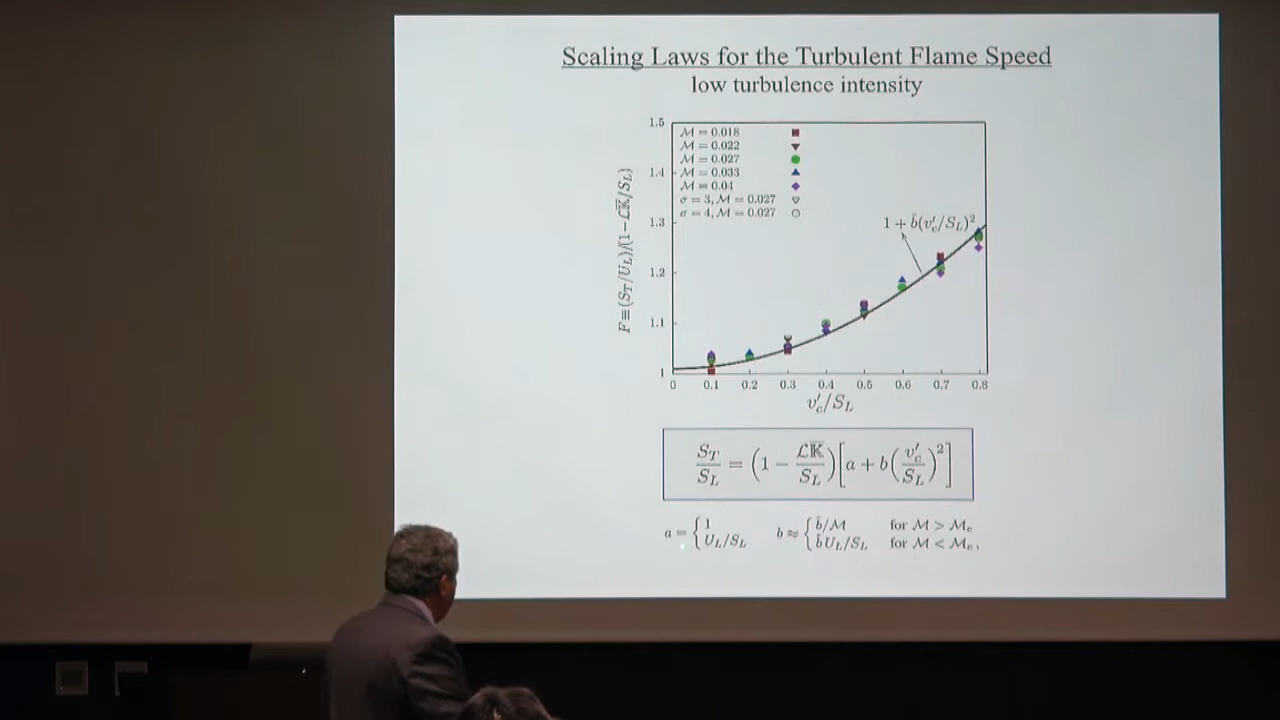 Scaling Laws for the Turbulent Flame Speed
low turbulence intensity
1.5
1.4
1.3
1.2
1.1
1
F≡(S_T/U_L)/(1−ℒ𝕂̅/S_L)
ℳ = 0.018
ℳ = 0.022
ℳ = 0.027
ℳ = 0.033
ℳ = 0.04
σ = 3, ℳ = 0.027
σ = 4, ℳ = 0.027
1 + b̂(v′_c/S_L)²
0 0.1 0.2 0.3 0.4 0.5 0.6 0.7 0.8
v′_c/S_L
S_T/S_L = (1 − ℒ𝕂̅/S_L)[a + b(v′_c/S_L)²]
a = { 1 b ≈ { b̂/ℳ for ℳ > ℳ_c
U_L/S_L b̂ U_L/S_L for ℳ < ℳ_c,